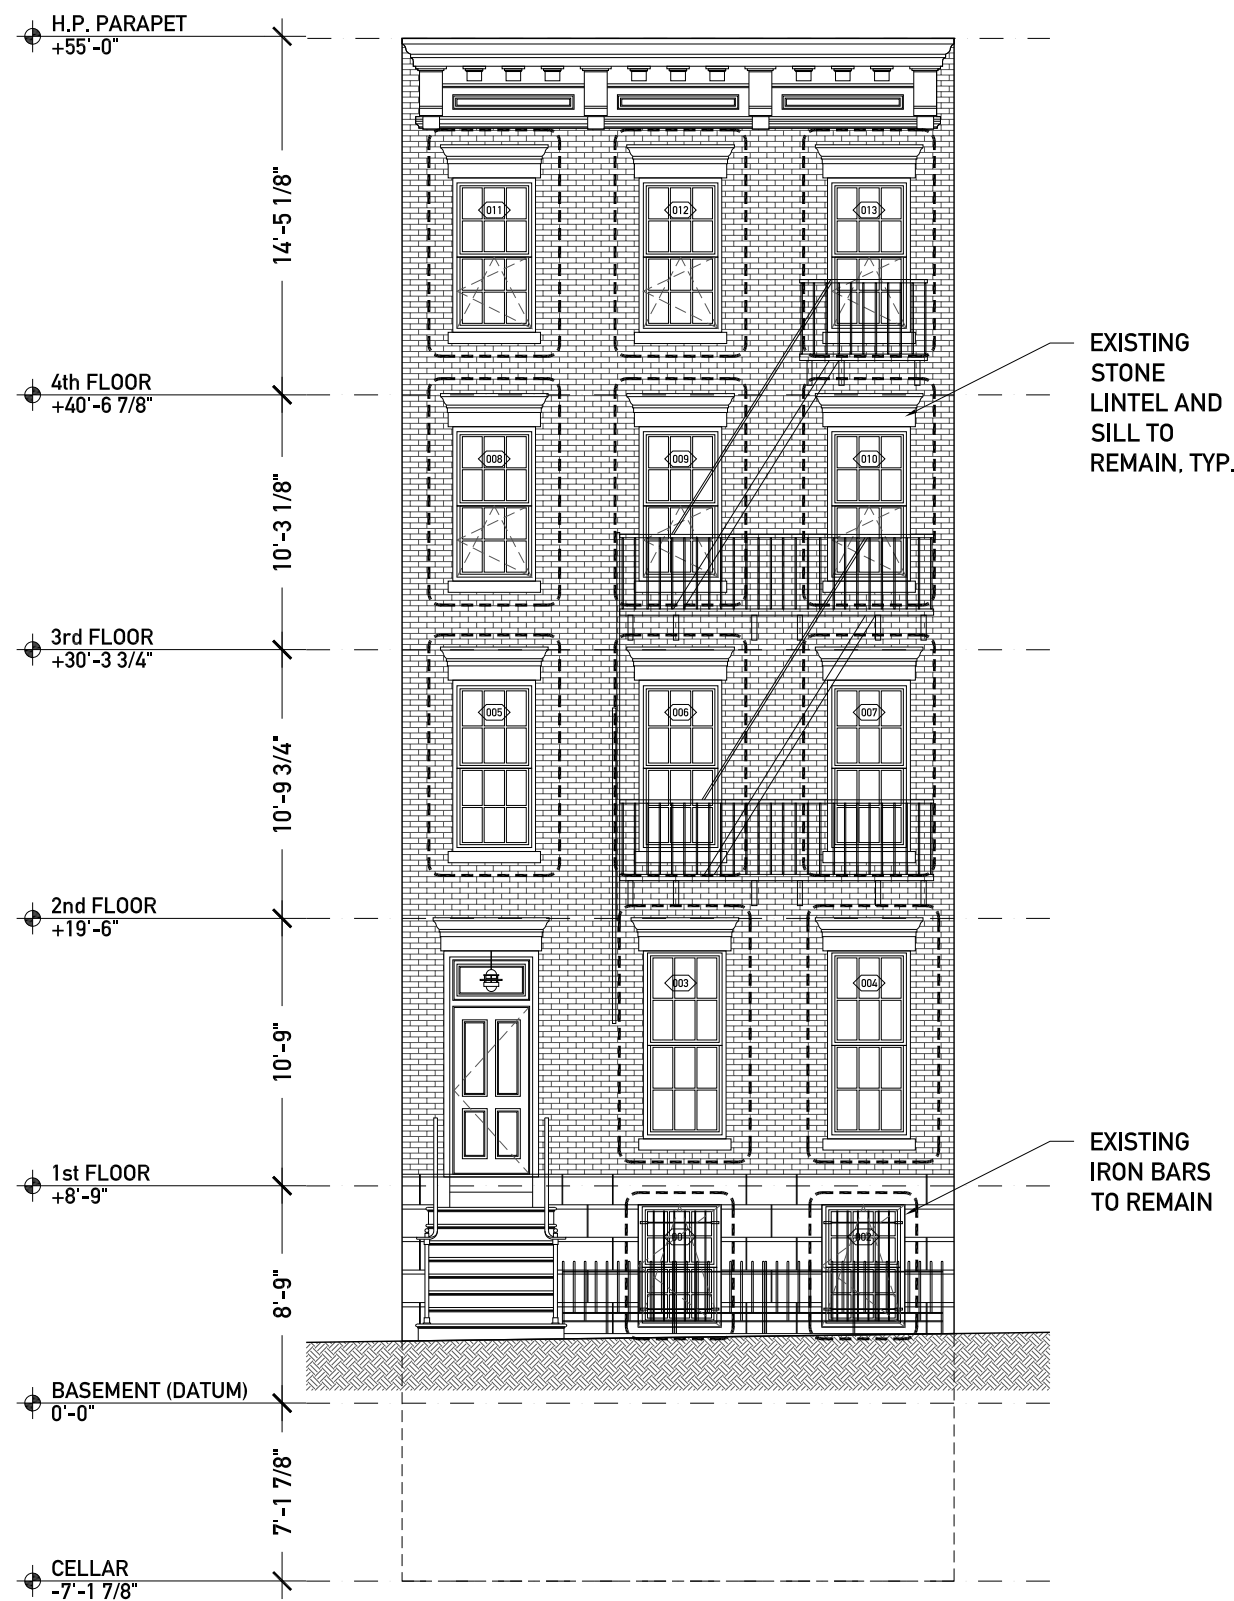 H.P. PARAPET
+55'-0"
14'-5 1/8"
011
012
013
EXISTING
STONE
LINTEL AND
SILL TO
REMAIN, TYP.
4th FLOOR
+40'-6 7/8"
10'-3 1/8"
008
009
010
3rd FLOOR
+30'-3 3/4"
10'-9 3/4"
005
006
007
2nd FLOOR
+19'-6"
10'-9"
003
004
EXISTING
IRON BARS
TO REMAIN
1st FLOOR
+8'-9"
8'-9"
002
BASEMENT (DATUM)
0'-0"
7'-1 7/8"
CELLAR
-7'-1 7/8"